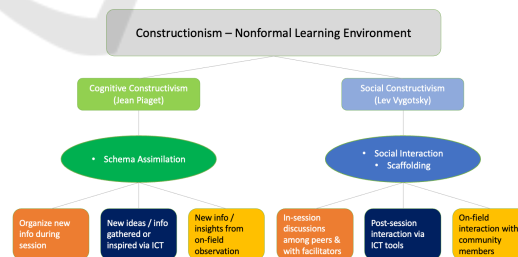 Constructionism – Nonformal Learning Environment
Cognitive Constructivism
(Jean Piaget)
Social Constructivism
(Lev Vygotsky)
• Schema Assimilation
• Social Interaction
• Scaffolding
Organize new
info during
session
New ideas / info
gathered or
inspired via ICT
New info /
insights from
on-field
observation
In-session
discussions
among peers &
with facilitators
Post-session
interaction via
ICT tools
On-field
interaction with
community
members